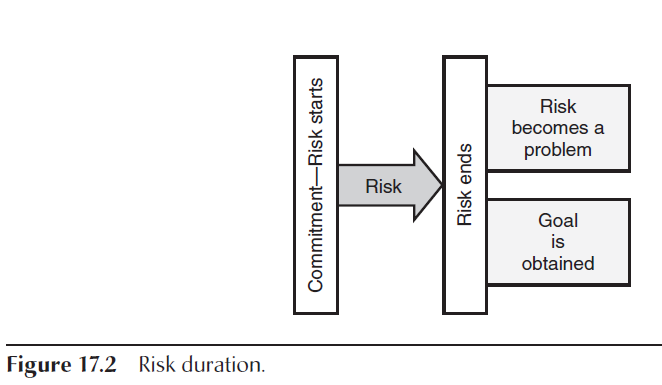 Commitment—Risk starts
Risk
Risk ends
Risk
becomes a
problem
Goal
is
obtained
Figure 17.2 Risk duration.